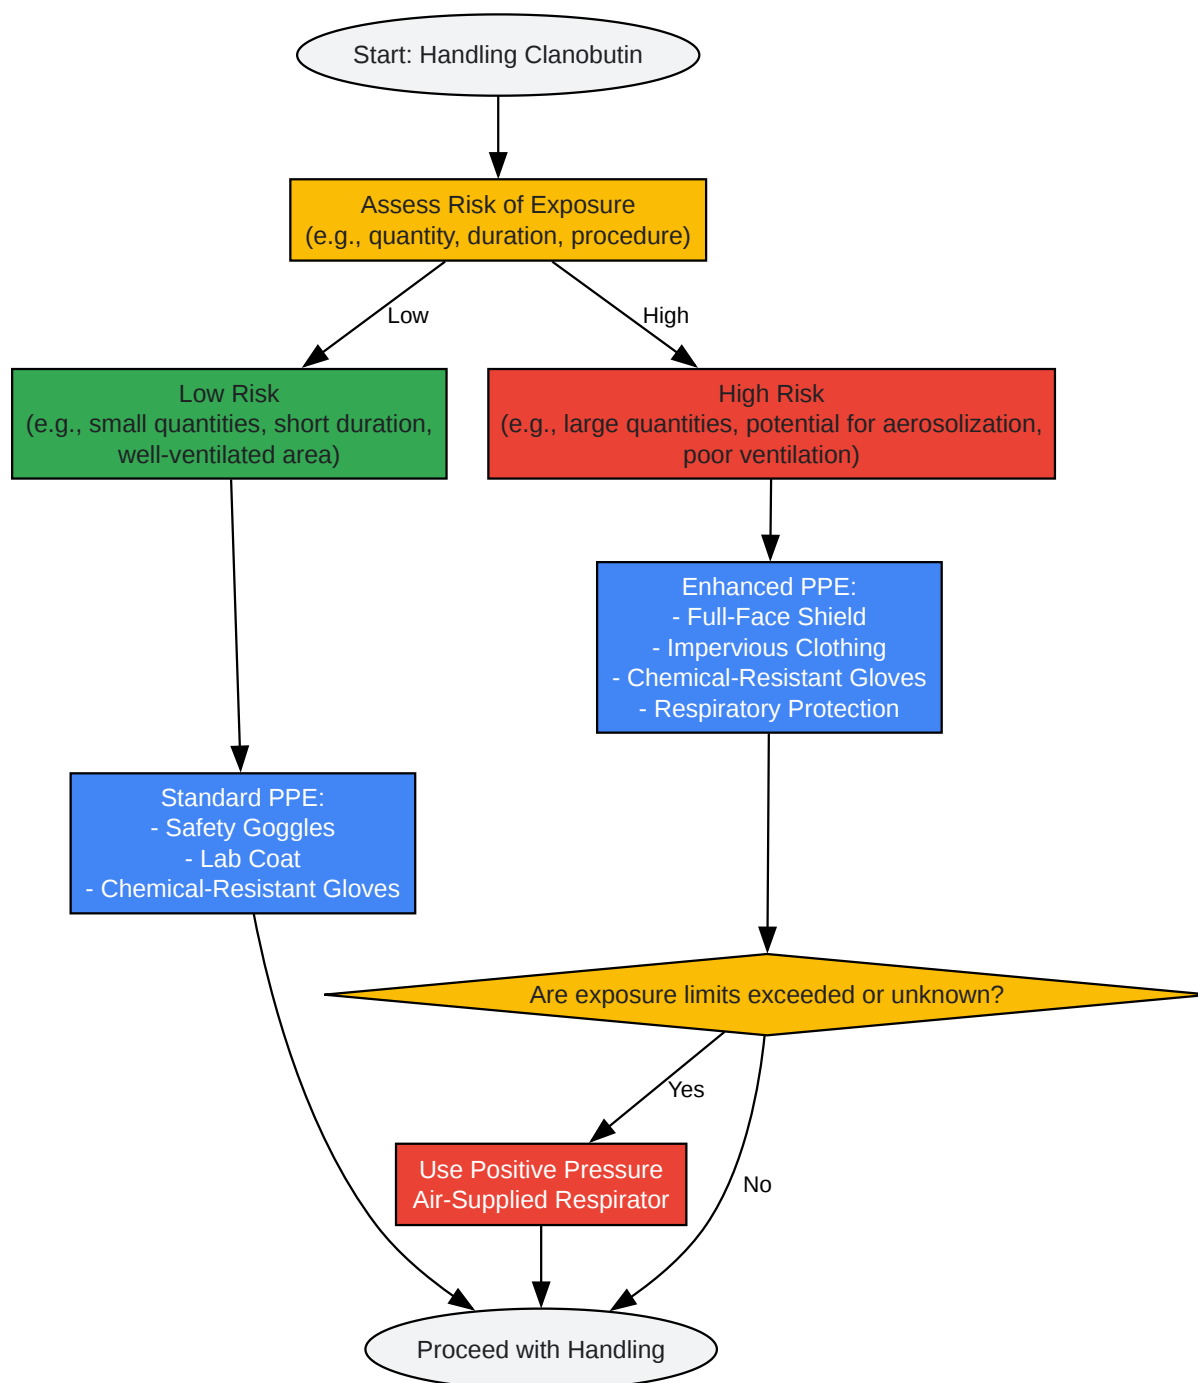 Start: Handling Clanobutin
Assess Risk of Exposure
(e.g., quantity, duration, procedure)
Low
High
Low Risk
(e.g., small quantities, short duration,
well-ventilated area)
High Risk
(e.g., large quantities, potential for aerosolization,
poor ventilation)
Enhanced PPE:
- Full-Face Shield
- Impervious Clothing
- Chemical-Resistant Gloves
- Respiratory Protection
Standard PPE:
- Safety Goggles
- Lab Coat
- Chemical-Resistant Gloves
Are exposure limits exceeded or unknown?
Yes
No
Use Positive Pressure
Air-Supplied Respirator
Proceed with Handling